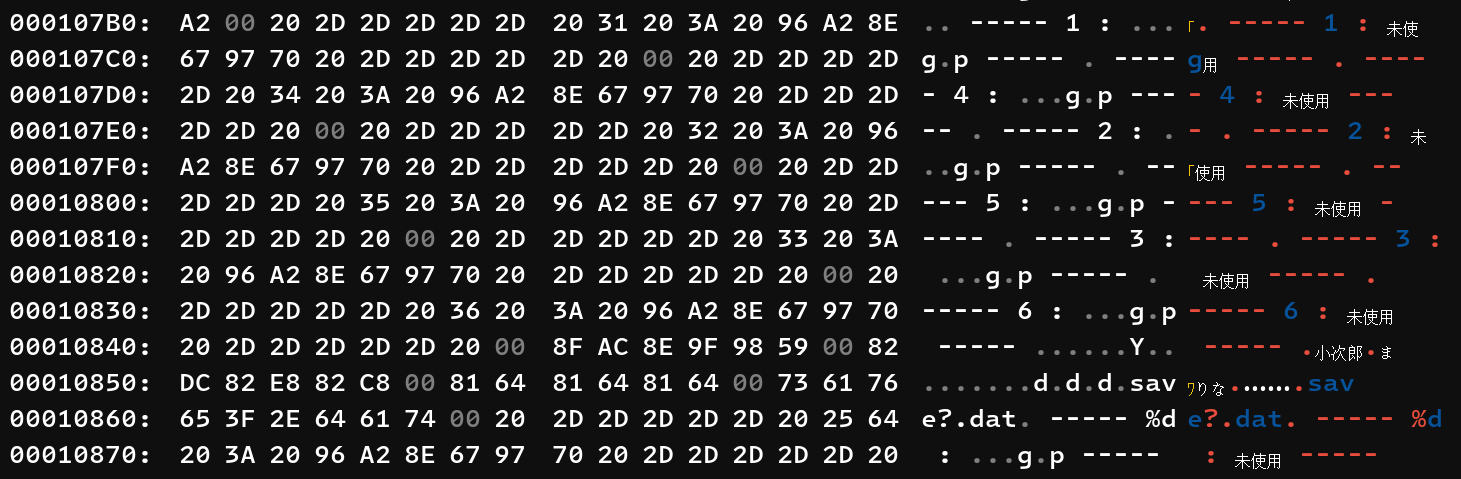 000107B0: A2 00 20 2D 2D 2D 2D 2D 20 31 20 3A 20 96 A2 8E .. ----- 1 : ... ｢. ----- 1 : 未使
000107C0: 67 97 70 20 2D 2D 2D 2D 2D 20 00 20 2D 2D 2D 2D g.p ----- . ---- g用 ----- . ----
000107D0: 2D 20 34 20 3A 20 96 A2 8E 67 97 70 20 2D 2D 2D - 4 : ...g.p --- - 4 : 未使用 ---
000107E0: 2D 2D 20 00 20 2D 2D 2D 2D 2D 20 32 20 3A 20 96 -- . ----- 2 : . - . ----- 2 : 未
000107F0: A2 8E 67 97 70 20 2D 2D 2D 2D 2D 20 00 20 2D 2D ..g.p ----- . -- ｢使用 ----- . --
00010800: 2D 2D 2D 20 35 20 3A 20 96 A2 8E 67 97 70 20 2D --- 5 : ...g.p - --- 5 : 未使用 -
00010810: 2D 2D 2D 2D 20 00 20 2D 2D 2D 2D 2D 20 33 20 3A ---- . ----- 3 : ---- . ----- 3 :
00010820: 20 96 A2 8E 67 97 70 20 2D 2D 2D 2D 2D 20 00 20 ...g.p ----- . 未使用 ----- .
00010830: 2D 2D 2D 2D 2D 20 36 20 3A 20 96 A2 8E 67 97 70 ----- 6 : ...g.p ----- 6 : 未使用
00010840: 20 2D 2D 2D 2D 2D 20 00 8F AC 8E 9F 98 59 00 82 ----- ......Y.. ----- .小次郎.ま
00010850: DC 82 E8 82 C8 00 81 64 81 64 81 64 00 73 61 76 .......d.d.d.sav ﾜりな.…….sav
00010860: 65 3F 2E 64 61 74 00 20 2D 2D 2D 2D 2D 20 25 64 e?.dat. ----- %d e?.dat. ----- %d
00010870: 20 3A 20 96 A2 8E 67 97 70 20 2D 2D 2D 2D 2D 20 : ...g.p ----- : 未使用 -----